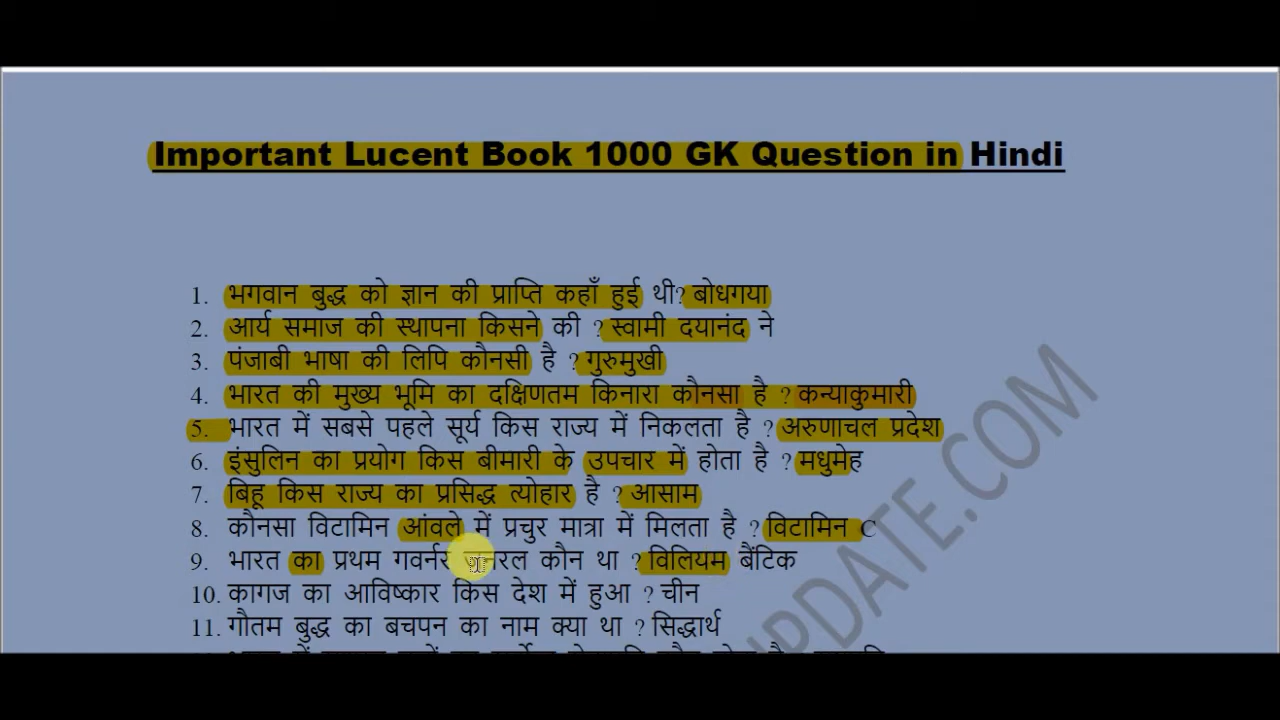 Important Lucent Book 1000 GK Question in Hindi
1. भगवान बुद्ध को ज्ञान की प्राप्ति कहाँ हुई थी? बोधगया
2. आर्य समाज की स्थापना किसने की ? स्वामी दयानंद ने
3. पंजाबी भाषा की लिपि कौनसी है ? गुरुमुखी
4. भारत की मुख्य भूमि का दक्षिणतम किनारा कौनसा है ? कन्याकुमारी
5. भारत में सबसे पहले सूर्य किस राज्य में निकलता है ? अरुणाचल प्रदेश
6. इंसुलिन का प्रयोग किस बीमारी के उपचार में होता है ? मधुमेह
7. बिहू किस राज्य का प्रसिद्ध त्योहार है ? आसाम
8. कौनसा विटामिन आंवले में प्रचुर मात्रा में मिलता है ? विटामिन C
9. भारत का प्रथम गवर्नर जनरल कौन था ? विलियम बैंटिक
10. कागज का आविष्कार किस देश में हुआ ? चीन
11. गौतम बुद्ध का बचपन का नाम क्या था ? सिद्धार्थ
UPDATE.COM